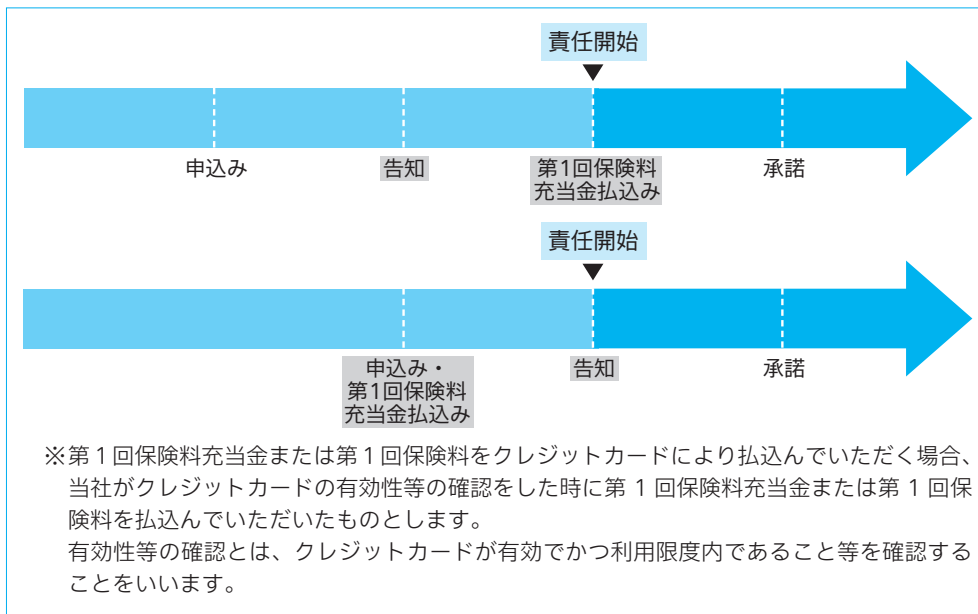 責任開始
申込み
告知
第1回保険料
充当金払込み
承諾
責任開始
申込み・
第1回保険料
充当金払込み
告知
承諾
※第1回保険料充当金または第1回保険料をクレジットカードにより払込んでいただく場合、
当社がクレジットカードの有効性等の確認をした時に第 1 回保険料充当金または第 1 回保
険料を払込んでいただいたものとします。
有効性等の確認とは、クレジットカードが有効でかつ利用限度内であること等を確認する
ことをいいます。